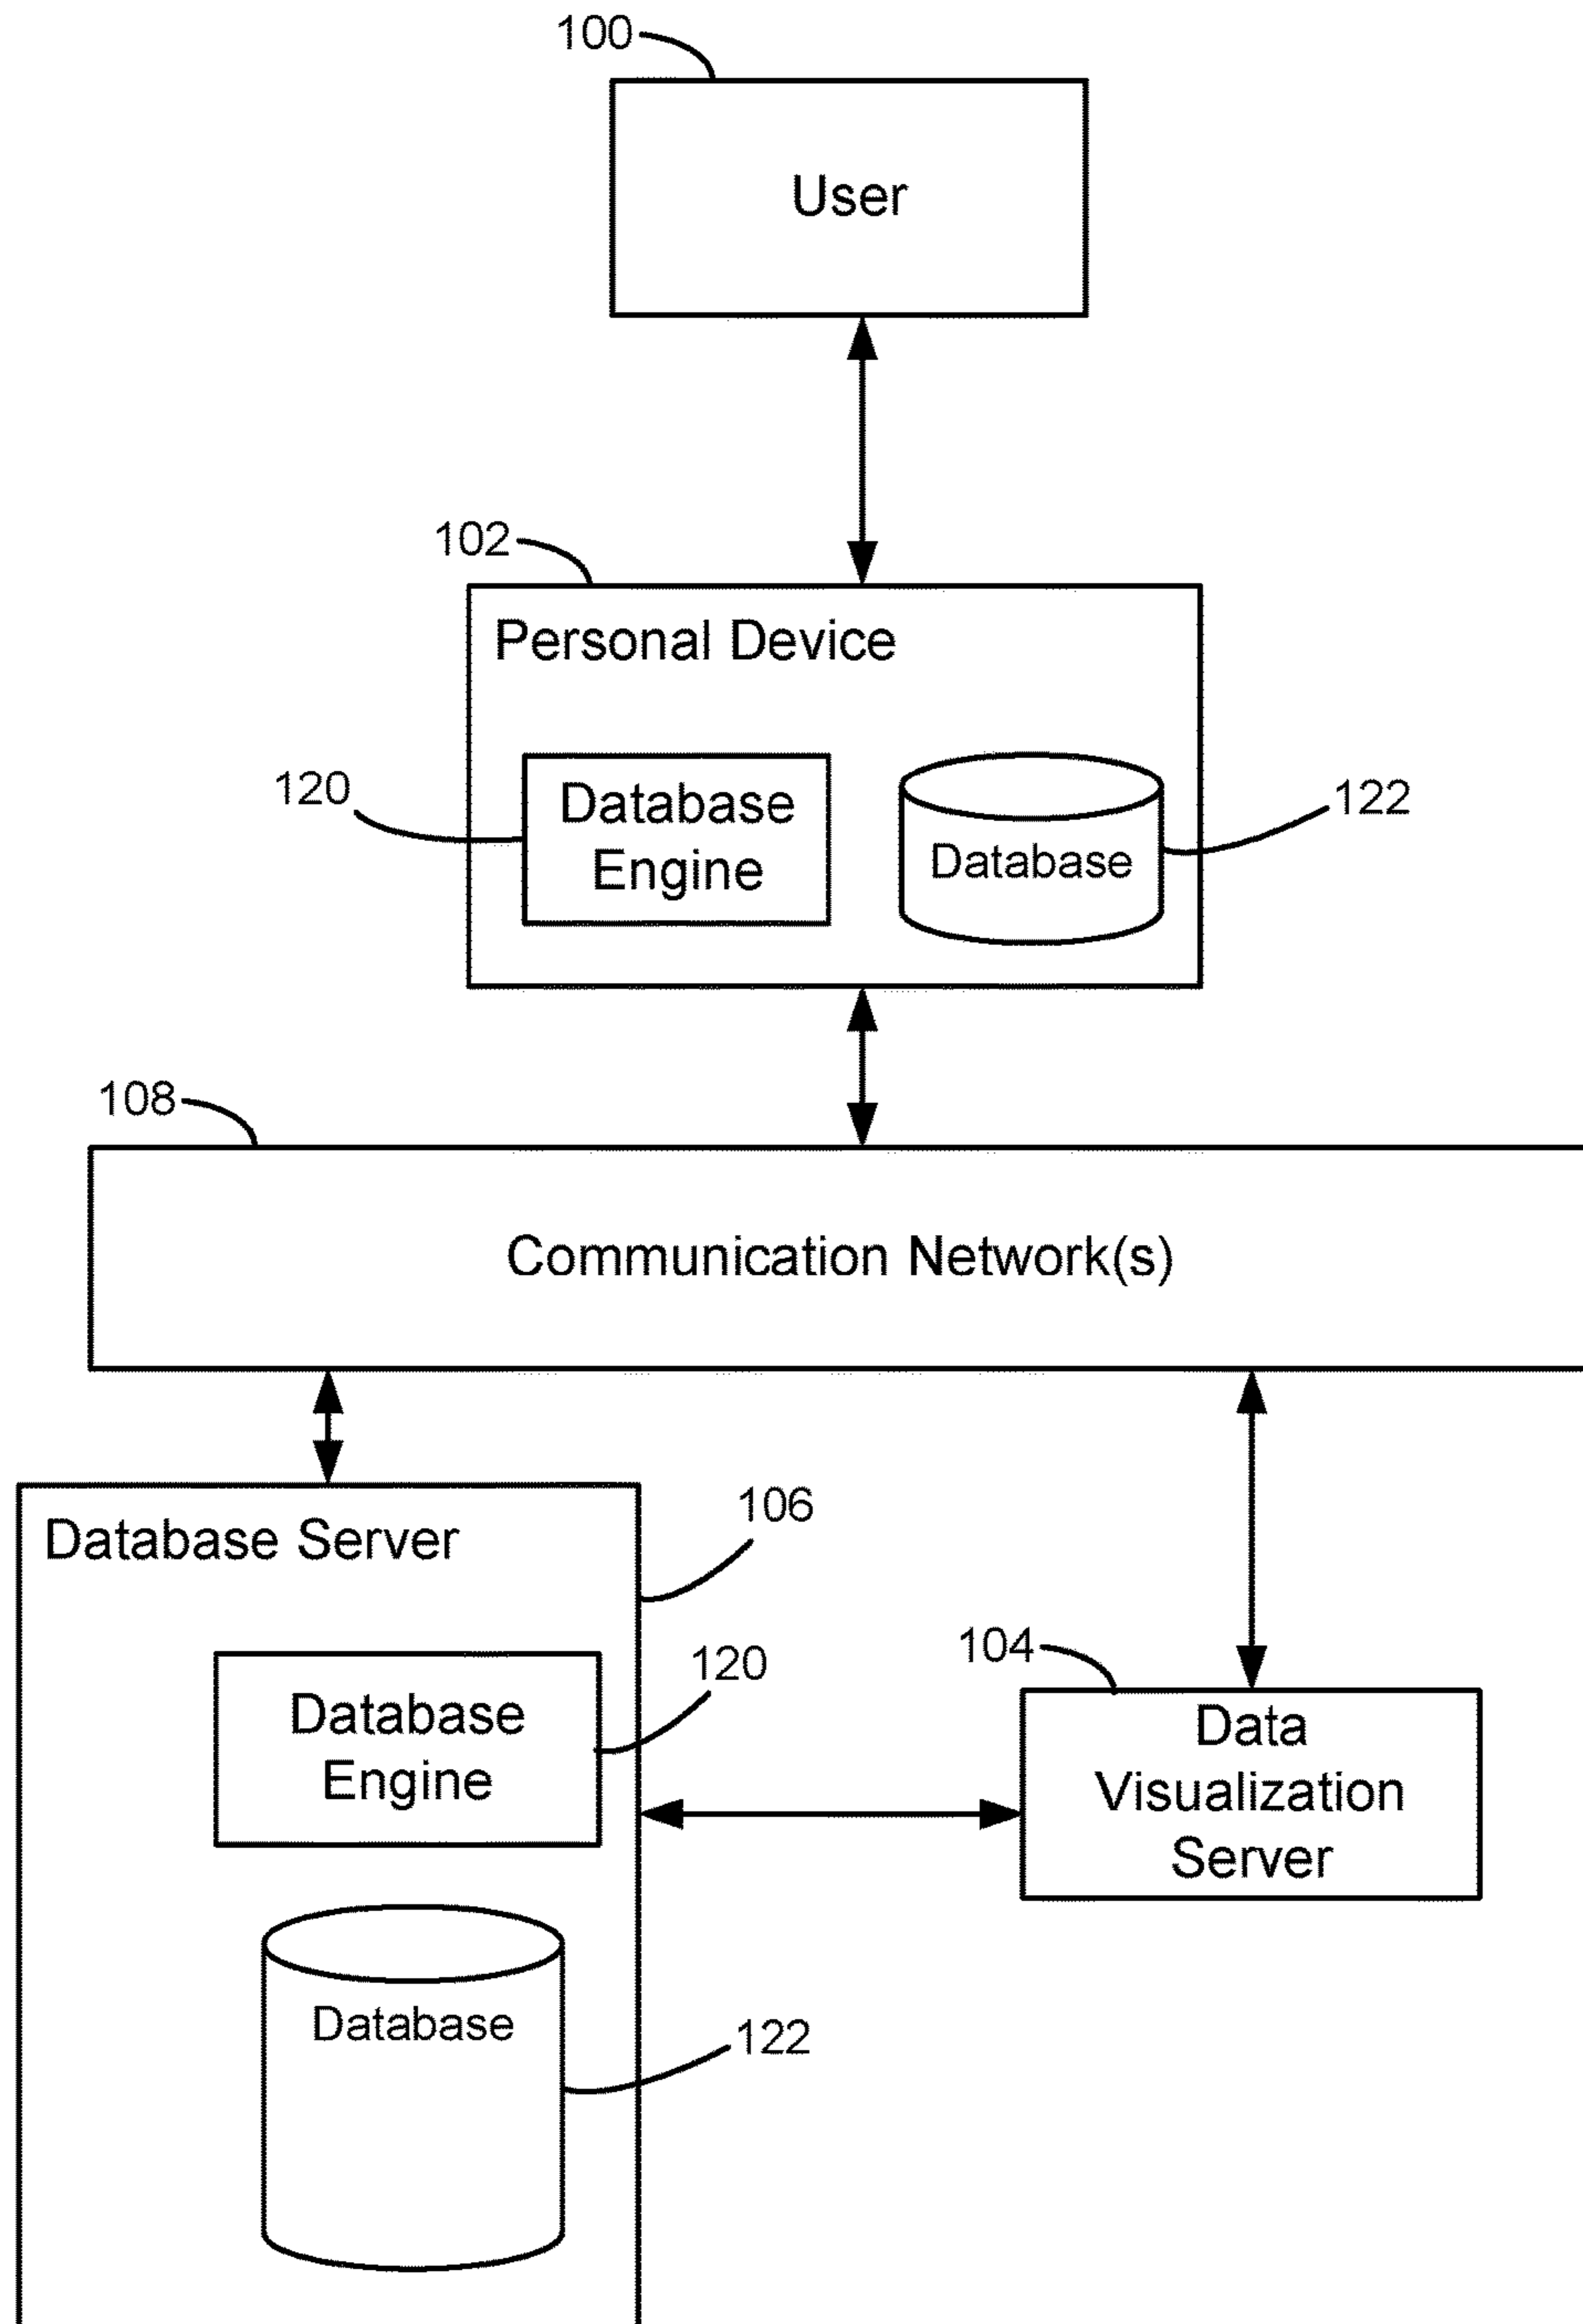 100
User
102
Personal Device
120
Database
Engine
Database
122
108
Communication Network(s)
Database Server
106
Database
Engine
120
104
Data
Visualization
Server
Database
122